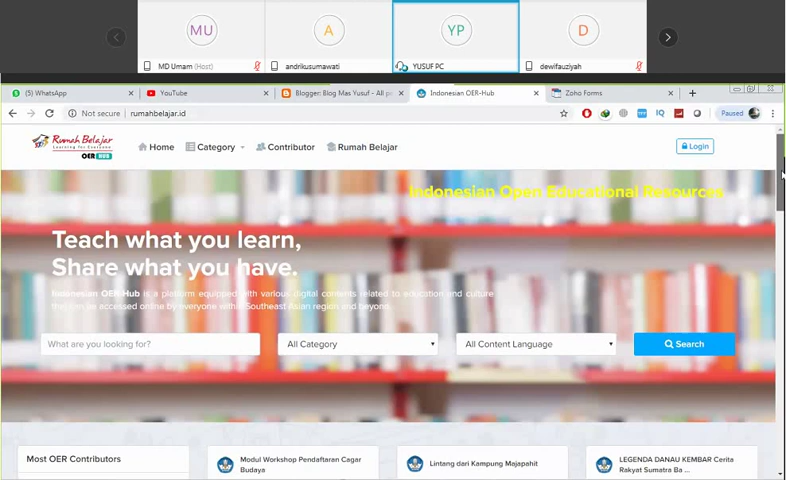 MU
A
YP
D
MD Umam (Host)
andrikusumawati
YUSUF PC
dewifauziyah
(5) WhatsApp
YouTube
Blogger: Blog Mas Yusuf - All po
Indonesian OER-Hub
Zoho Forms
Not secure | rumahbelajar.id
IQ
Paused
Rumah Belajar
Learning for Everyone
OER HUB
Home
Category
Contributor
Rumah Belajar
Login
Indonesian Open Educational Resources
Teach what you learn,
Share what you have.
Indonesian OER-Hub is a platform equipped with various digital contents related to education and culture
that can be accessed online by everyone within Southeast Asian region and beyond.
What are you looking for?
All Category
All Content Language
Search
Most OER Contributors
Modul Workshop Pendaftaran Cagar
Budaya
Lintang dari Kampung Majapahit
LEGENDA DANAU KEMBAR Cerita
Rakyat Sumatra Ba ...